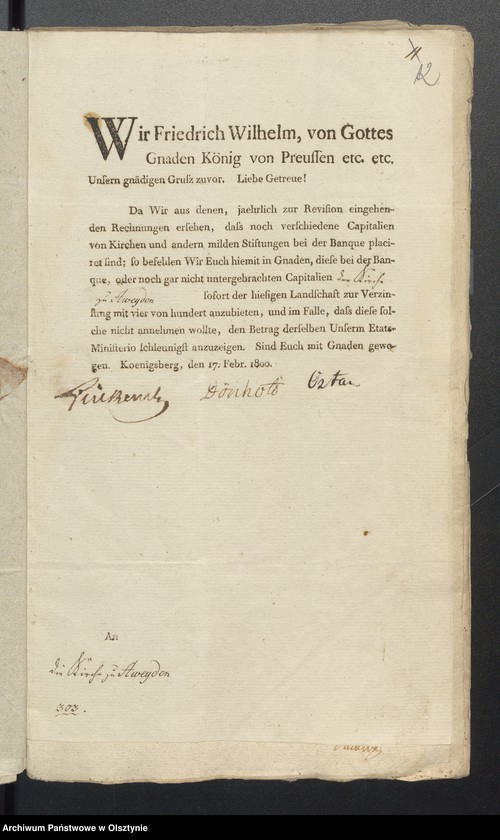 12
Wir Friedrich Wilhelm, von Gottes
Gnaden König von Preuſſen etc. etc.
Unſern gnädigen Gruſz zuvor. Liebe Getreue!
Da Wir aus denen, jaehrlich zur Reviſion eingehen-
den Rechnungen erſehen, daſs noch verſchiedene Capitalien
von Kirchen und andern milden Stiftungen bei der Banque placi-
ret ſind; ſo befehlen Wir Euch hiemit in Gnaden, dieſe bei der Ban-
que, oder noch gar nicht untergebrachten Capitalien der Kirche
zu Aweyden ſofort der hieſigen Landſchaft zur Verzin-
ſung mit vier von hundert anzubieten, und im Falle, daſs dieſe ſol-
che nicht annehmen wollte, den Betrag derſelben Unſerm Etats-
Miniſterio ſchleunigſt anzuzeigen. Sind Euch mit Gnaden gewo-
gen. Koenigsberg, den 17. Febr. 1800.
Dönhoff
An
die Kirche zu Aweyden
303.
Archiwum Państwowe w Olsztynie